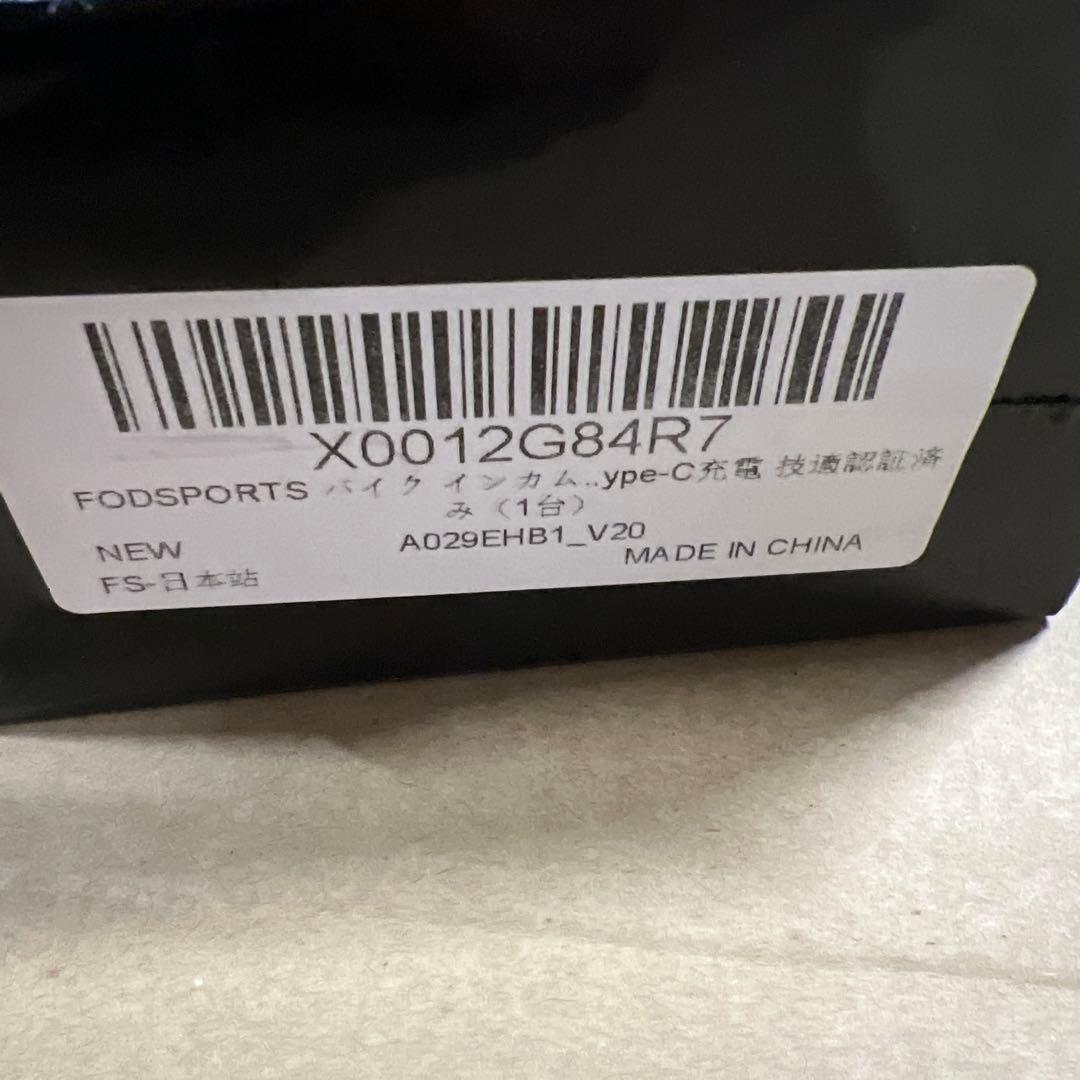 X0012G84R7
FODSPORTS バイク インカム..ype-C充電 技適認証済
み（1台）
NEW
A029EHB1_V20
MADE IN CHINA
FS-日本站